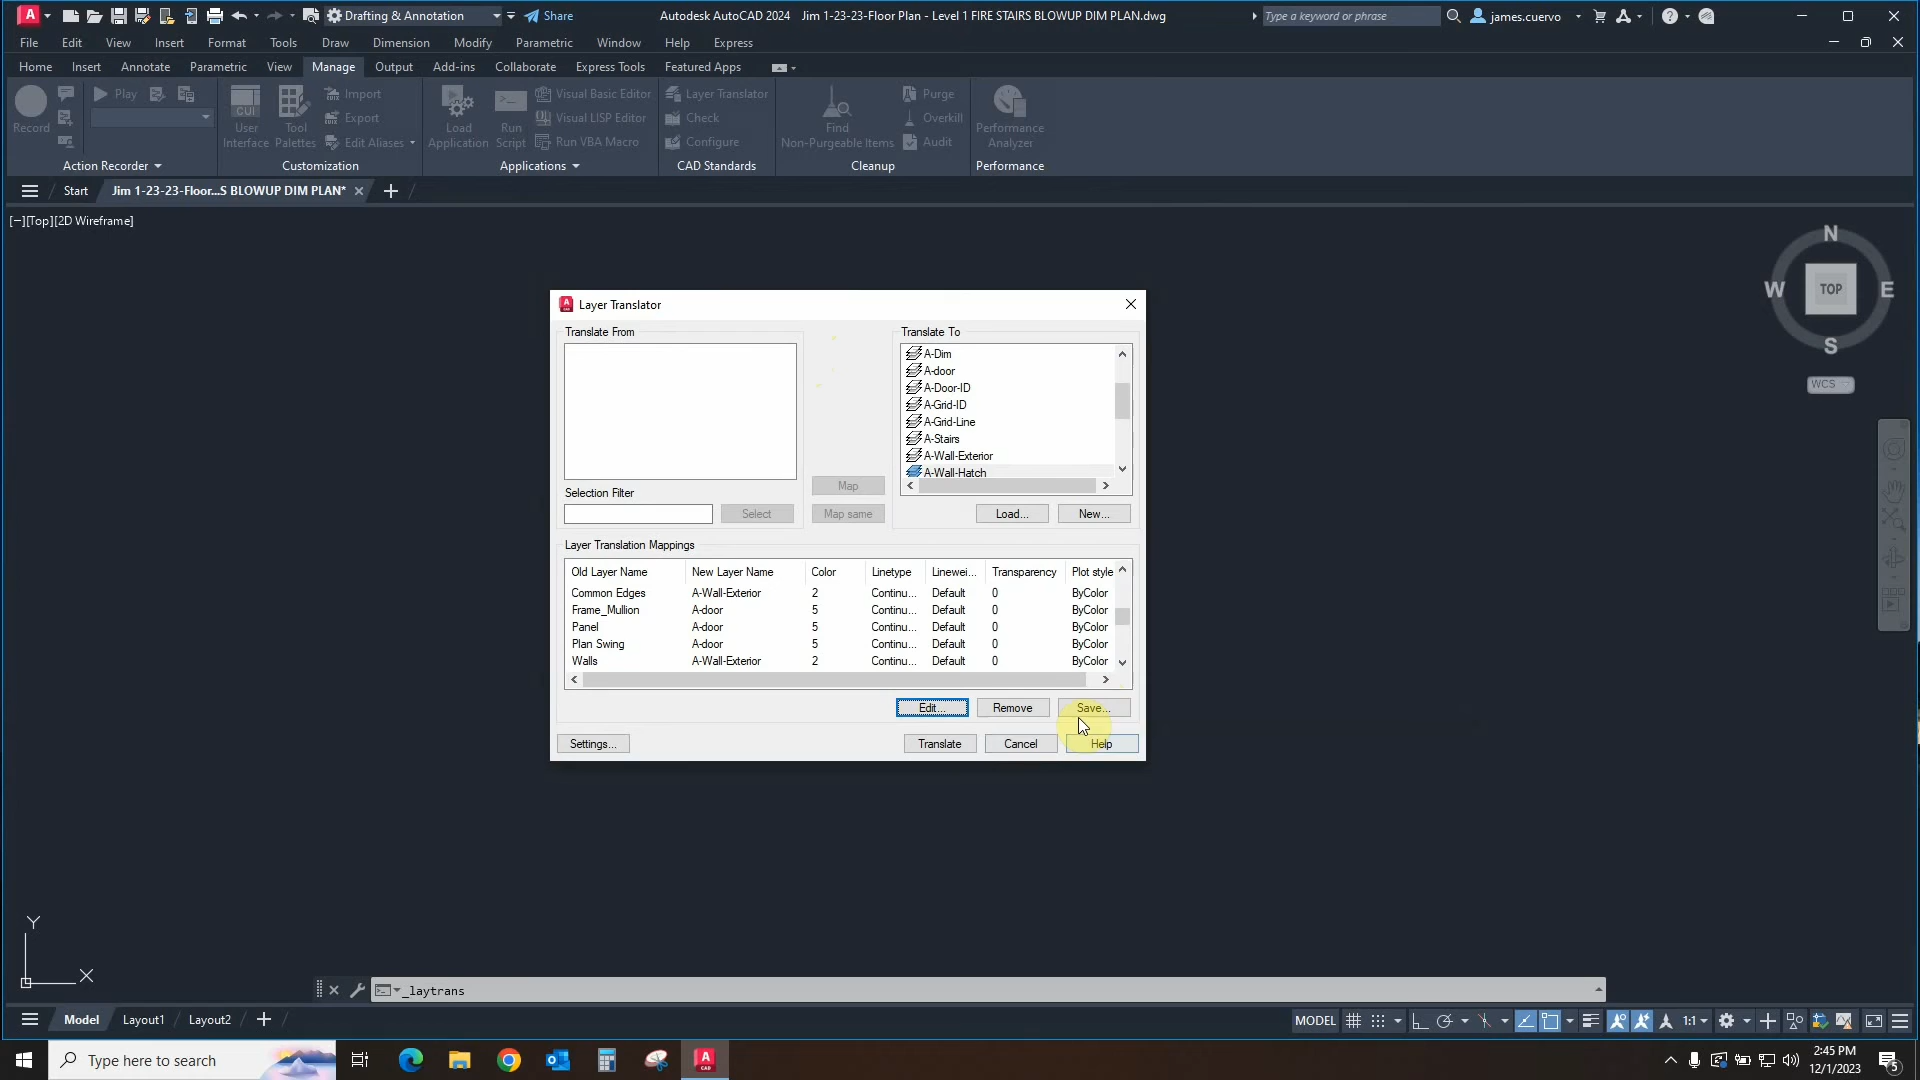 A Drafting & Annotation Share Autodesk AutoCAD 2024 Jim 1-23-23-Floor Plan - Level 1 FIRE STAIRS BLOWUP DIM PLAN.dwg Type a keyword or phrase james.cuervo
File Edit View Insert Format Tools Draw Dimension Modify Parametric Window Help Express
Home Insert Annotate Parametric View Manage Output Add-ins Collaborate Express Tools Featured Apps
Play Import Visual Basic Editor Layer Translator Purge
CUI Export Visual LISP Editor Check Overkill
Record User Interface Tool Palettes Edit Aliases Load Application Run Script Run VBA Macro Configure Find Non-Purgeable Items Audit Performance Analyzer
Action Recorder Customization Applications CAD Standards Cleanup Performance
Start Jim 1-23-23-Floor...S BLOWUP DIM PLAN*
[−][Top][2D Wireframe]
N
W TOP E
S
WCS
Layer Translator
Translate From Translate To
A-Dim
A-door
A-Door-ID
A-Grid-ID
A-Grid-Line
A-Stairs
A-Wall-Exterior
A-Wall-Hatch
Map
Selection Filter
Select Map same Load... New...
Layer Translation Mappings
Old Layer Name New Layer Name Color Linetype Linewei... Transparency Plot style
Common Edges A-Wall-Exterior 2 Continu... Default 0 ByColor
Frame_Mullion A-door 5 Continu... Default 0 ByColor
Panel A-door 5 Continu... Default 0 ByColor
Plan Swing A-door 5 Continu... Default 0 ByColor
Walls A-Wall-Exterior 2 Continu... Default 0 ByColor
Edit... Remove Save...
Settings... Translate Cancel Help
Y
X
_laytrans
Model Layout1 Layout2 MODEL 1:1
Type here to search 2:45 PM
12/1/2023 5